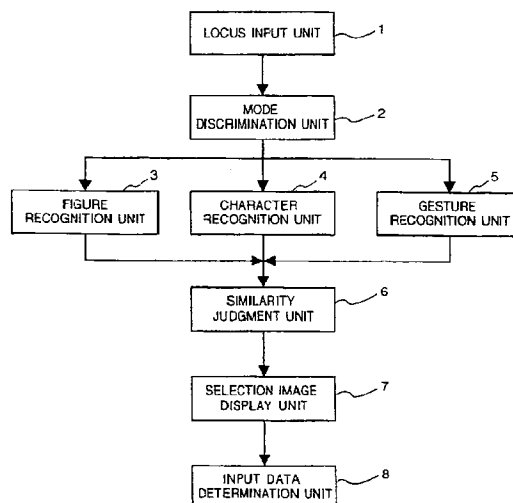 LOCUS INPUT UNIT
1
MODE
DISCRIMINATION UNIT
2
FIGURE
RECOGNITION UNIT
3
CHARACTER
RECOGNITION UNIT
4
GESTURE
RECOGNITION UNIT
5
SIMILARITY
JUDGMENT UNIT
6
SELECTION IMAGE
DISPLAY UNIT
7
INPUT DATA
DETERMINATION UNIT
8